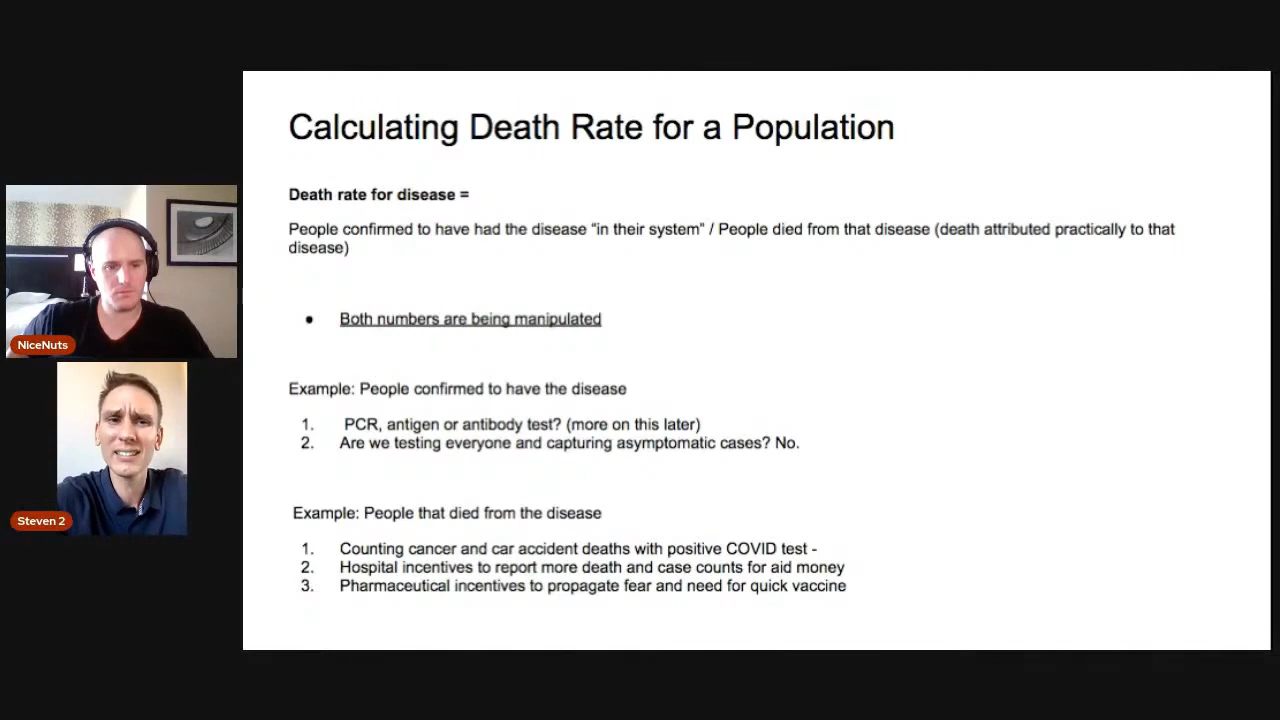 Calculating Death Rate for a Population
Death rate for disease =
People confirmed to have had the disease “in their system” / People died from that disease (death attributed practically to that
disease)
● Both numbers are being manipulated
Example: People confirmed to have the disease
1. PCR, antigen or antibody test? (more on this later)
2. Are we testing everyone and capturing asymptomatic cases? No.
Example: People that died from the disease
1. Counting cancer and car accident deaths with positive COVID test -
2. Hospital incentives to report more death and case counts for aid money
3. Pharmaceutical incentives to propagate fear and need for quick vaccine
NiceNuts
Steven 2